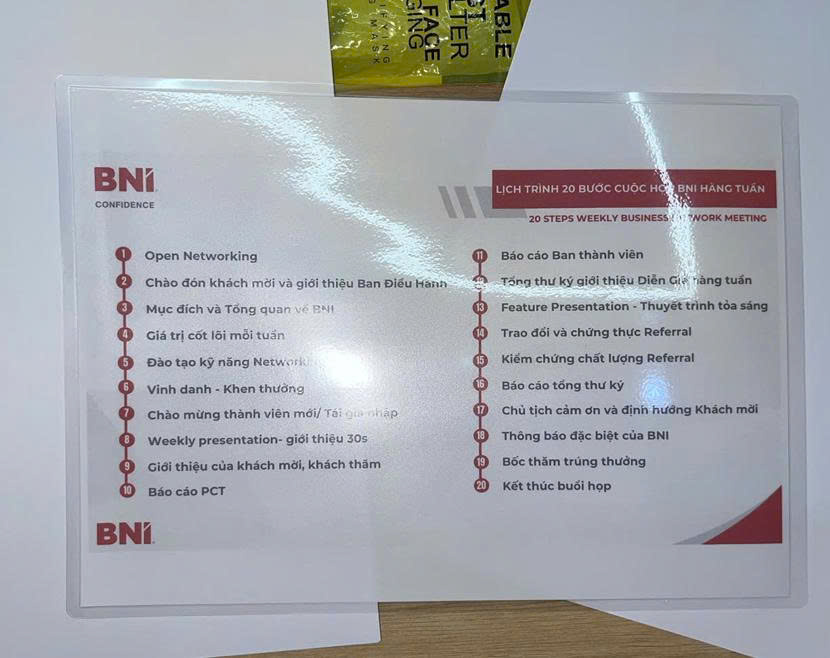 ABLE
ST
LTER
FACE
GING
IFYING
G MASK
BNI
CONFIDENCE
LỊCH TRÌNH 20 BƯỚC CUỘC HỌP BNI HÀNG TUẦN
20 STEPS WEEKLY BUSINESS NETWORK MEETING
1 Open Networking
2 Chào đón khách mời và giới thiệu Ban Điều Hành
3 Mục đích và Tổng quan về BNI
4 Giá trị cốt lõi mỗi tuần
5 Đào tạo kỹ năng Networking
6 Vinh danh - Khen thưởng
7 Chào mừng thành viên mới/ Tái gia nhập
8 Weekly presentation- giới thiệu 30s
9 Giới thiệu của khách mời, khách thăm
10 Báo cáo PCT
11 Báo cáo Ban thành viên
12 Tổng thư ký giới thiệu Diễn Giả hàng tuần
13 Feature Presentation - Thuyết trình tỏa sáng
14 Trao đổi và chứng thực Referral
15 Kiểm chứng chất lượng Referral
16 Báo cáo tổng thư ký
17 Chủ tịch cảm ơn và định hướng Khách mời
18 Thông báo đặc biệt của BNI
19 Bốc thăm trúng thưởng
20 Kết thúc buổi họp
BNI